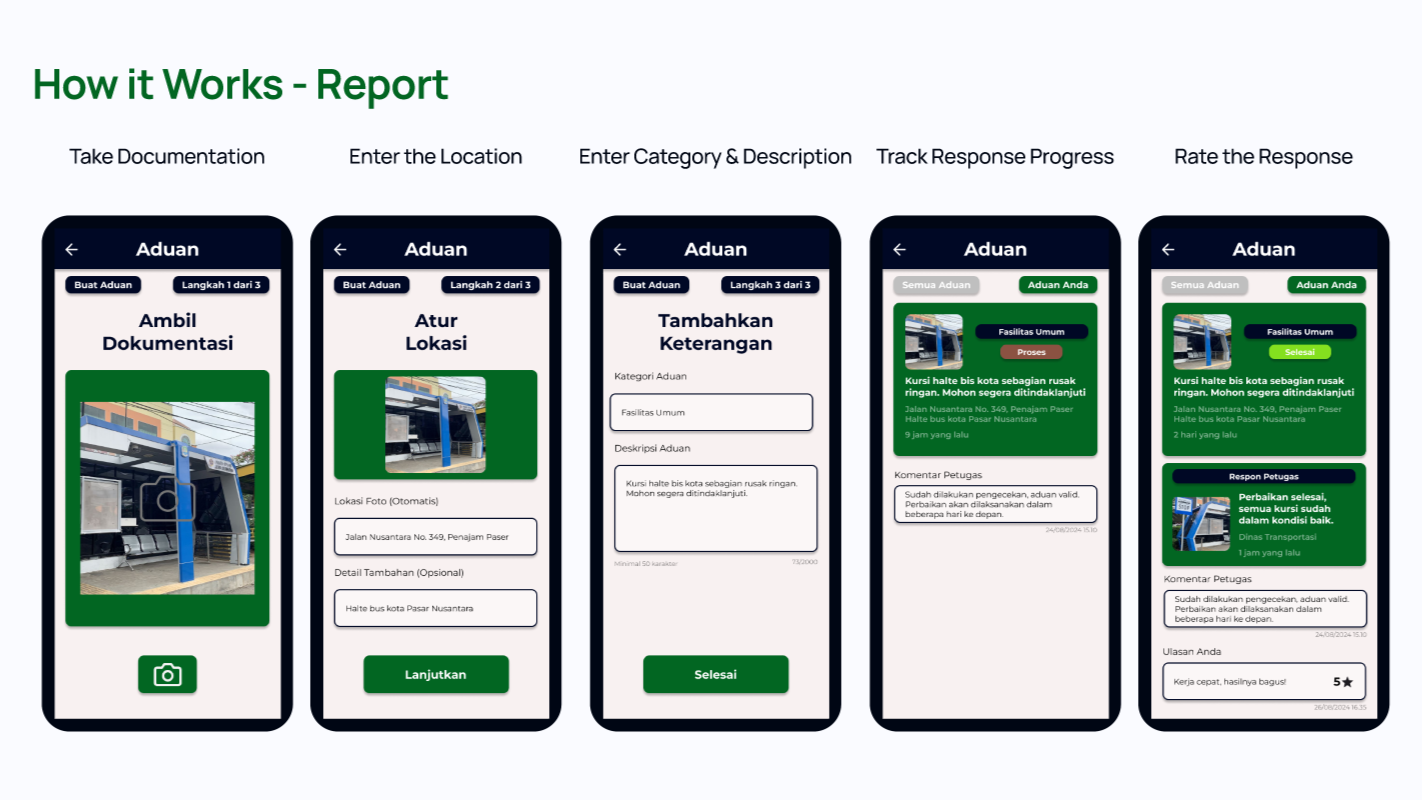 How it Works - Report
Take Documentation
Enter the Location
Enter Category & Description
Track Response Progress
Rate the Response
Aduan
Buat Aduan
Langkah 1 dari 3
Ambil
Dokumentasi
Aduan
Buat Aduan
Langkah 2 dari 3
Atur
Lokasi
Lokasi Foto (Otomatis)
Jalan Nusantara No. 349, Penajam Paser
Detail Tambahan (Opsional)
Halte bus kota Pasar Nusantara
Lanjutkan
Aduan
Buat Aduan
Langkah 3 dari 3
Tambahkan
Keterangan
Kategori Aduan
Fasilitas Umum
Deskripsi Aduan
Kursi halte bis kota sebagian rusak ringan.
Mohon segera ditindaklanjuti.
Minimal 50 karakter
73/2000
Selesai
Aduan
Semua Aduan
Aduan Anda
Fasilitas Umum
Proses
Kursi halte bis kota sebagian rusak
ringan. Mohon segera ditindaklanjuti
Jalan Nusantara No. 349, Penajam Paser
Halte bus kota Pasar Nusantara
9 jam yang lalu
Komentar Petugas
Sudah dilakukan pengecekan, aduan valid.
Perbaikan akan dilaksanakan dalam
beberapa hari ke depan.
24/08/2024 15.10
Aduan
Semua Aduan
Aduan Anda
Fasilitas Umum
Selesai
Kursi halte bis kota sebagian rusak
ringan. Mohon segera ditindaklanjuti
Jalan Nusantara No. 349, Penajam Paser
Halte bus kota Pasar Nusantara
2 hari yang lalu
Respon Petugas
Perbaikan selesai,
semua kursi sudah
dalam kondisi baik.
Dinas Transportasi
1 jam yang lalu
Komentar Petugas
Sudah dilakukan pengecekan, aduan valid.
Perbaikan akan dilaksanakan dalam
beberapa hari ke depan.
24/08/2024 15.10
Ulasan Anda
Kerja cepat, hasilnya bagus!
5★
26/08/2024 16.35